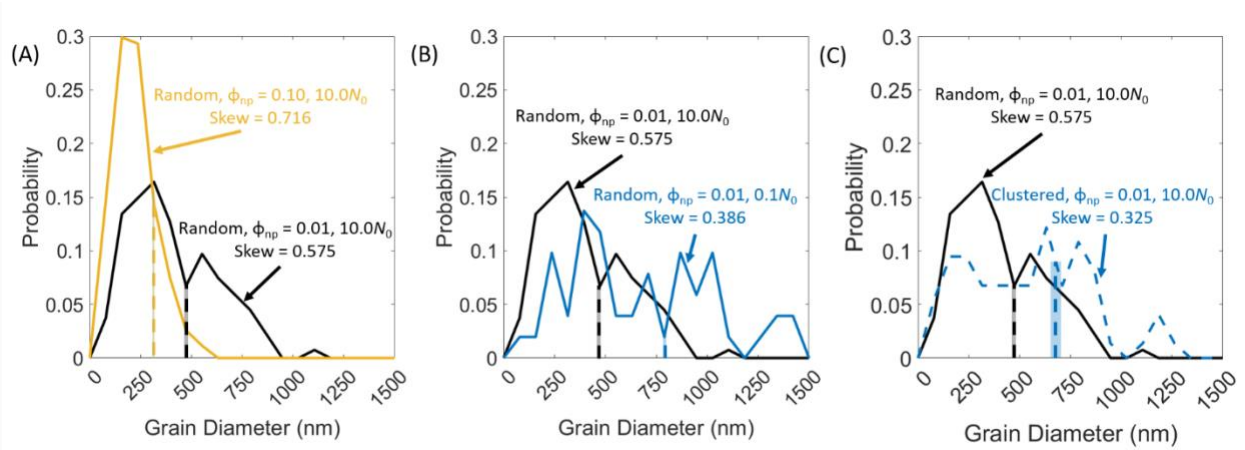 (A)
0.3
0.25
0.2
0.15
0.1
0.05
0
Probability
Random, ϕnp = 0.10, 10.0N0
Skew = 0.716
Random, ϕnp = 0.01, 10.0N0
Skew = 0.575
0 250 500 750 1000 1250 1500
Grain Diameter (nm)
(B)
0.3
0.25
0.2
0.15
0.1
0.05
0
Probability
Random, ϕnp = 0.01, 10.0N0
Skew = 0.575
Random, ϕnp = 0.01, 0.1N0
Skew = 0.386
0 250 500 750 1000 1250 1500
Grain Diameter (nm)
(C)
0.3
0.25
0.2
0.15
0.1
0.05
0
Probability
Random, ϕnp = 0.01, 10.0N0
Skew = 0.575
Clustered, ϕnp = 0.01, 10.0N0
Skew = 0.325
0 250 500 750 1000 1250 1500
Grain Diameter (nm)